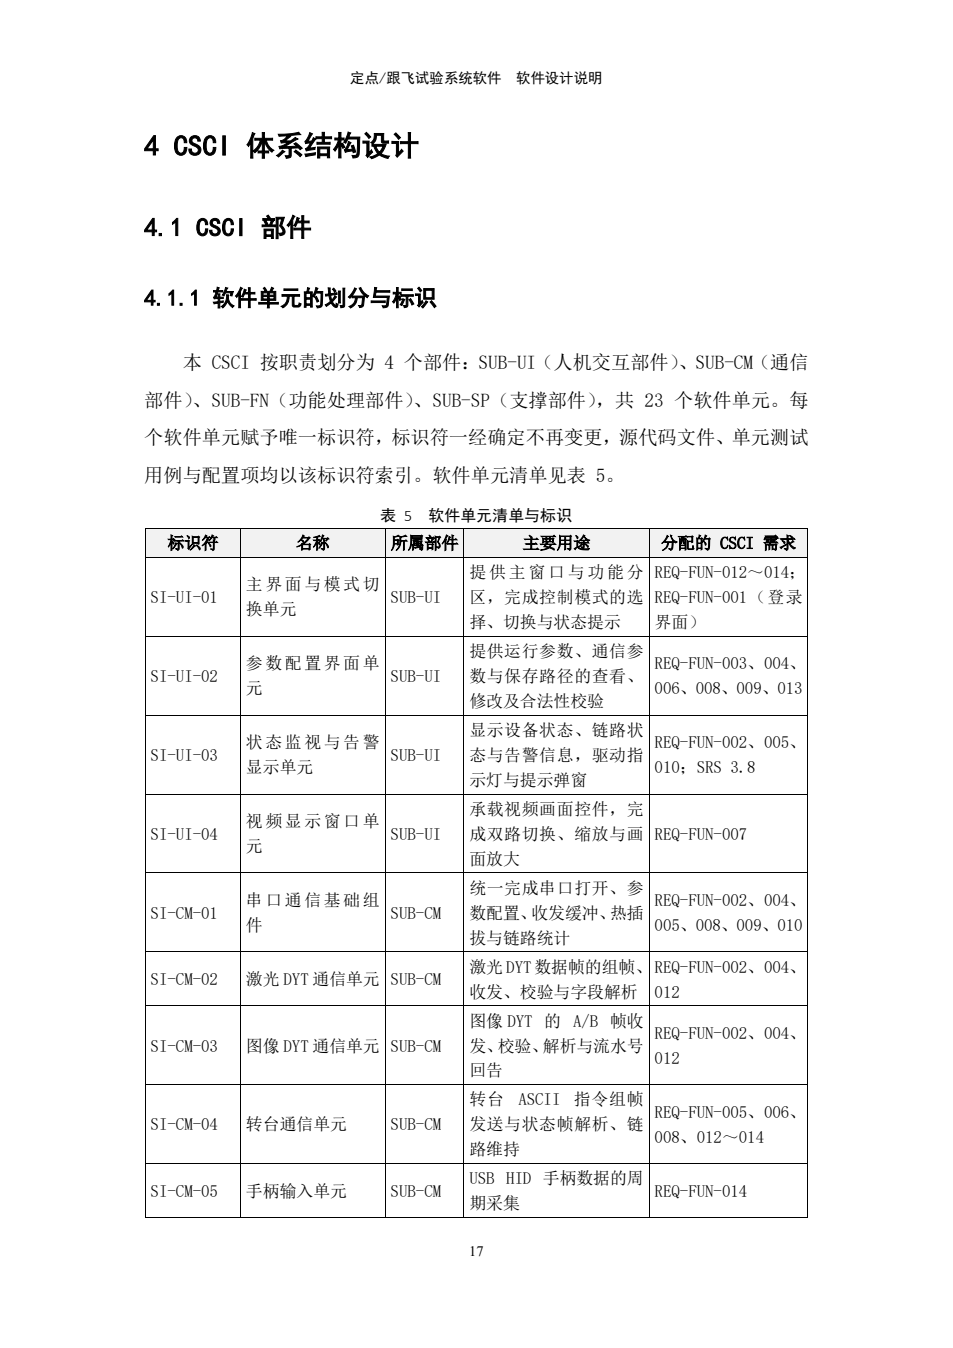 定点/跟飞试验系统软件　软件设计说明
4 CSCI 体系结构设计
4.1 CSCI 部件
4.1.1 软件单元的划分与标识
本 CSCI 按职责划分为 4 个部件：SUB-UI（人机交互部件）、SUB-CM（通信
部件）、SUB-FN（功能处理部件）、SUB-SP（支撑部件），共 23 个软件单元。每
个软件单元赋予唯一标识符，标识符一经确定不再变更，源代码文件、单元测试
用例与配置项均以该标识符索引。软件单元清单见表 5。
表 5　软件单元清单与标识
标识符 名称 所属部件 主要用途 分配的 CSCI 需求
SI-UI-01
主界面与模式切
换单元
SUB-UI
提供主窗口与功能分
区，完成控制模式的选
择、切换与状态提示
REQ-FUN-012～014；
REQ-FUN-001（登录
界面）
SI-UI-02
参数配置界面单
元
SUB-UI
提供运行参数、通信参
数与保存路径的查看、
修改及合法性校验
REQ-FUN-003、004、
006、008、009、013
SI-UI-03
状态监视与告警
显示单元
SUB-UI
显示设备状态、链路状
态与告警信息，驱动指
示灯与提示弹窗
REQ-FUN-002、005、
010；SRS 3.8
SI-UI-04
视频显示窗口单
元
SUB-UI
承载视频画面控件，完
成双路切换、缩放与画
面放大
REQ-FUN-007
SI-CM-01
串口通信基础组
件
SUB-CM
统一完成串口打开、参
数配置、收发缓冲、热插
拔与链路统计
REQ-FUN-002、004、
005、008、009、010
SI-CM-02
激光 DYT 通信单元
SUB-CM
激光 DYT 数据帧的组帧、
收发、校验与字段解析
REQ-FUN-002、004、
012
SI-CM-03
图像 DYT 通信单元
SUB-CM
图像 DYT 的 A/B 帧收
发、校验、解析与流水号
回告
REQ-FUN-002、004、
012
SI-CM-04
转台通信单元
SUB-CM
转台 ASCII 指令组帧
发送与状态帧解析、链
路维持
REQ-FUN-005、006、
008、012～014
SI-CM-05
手柄输入单元
SUB-CM
USB HID 手柄数据的周
期采集
REQ-FUN-014
17